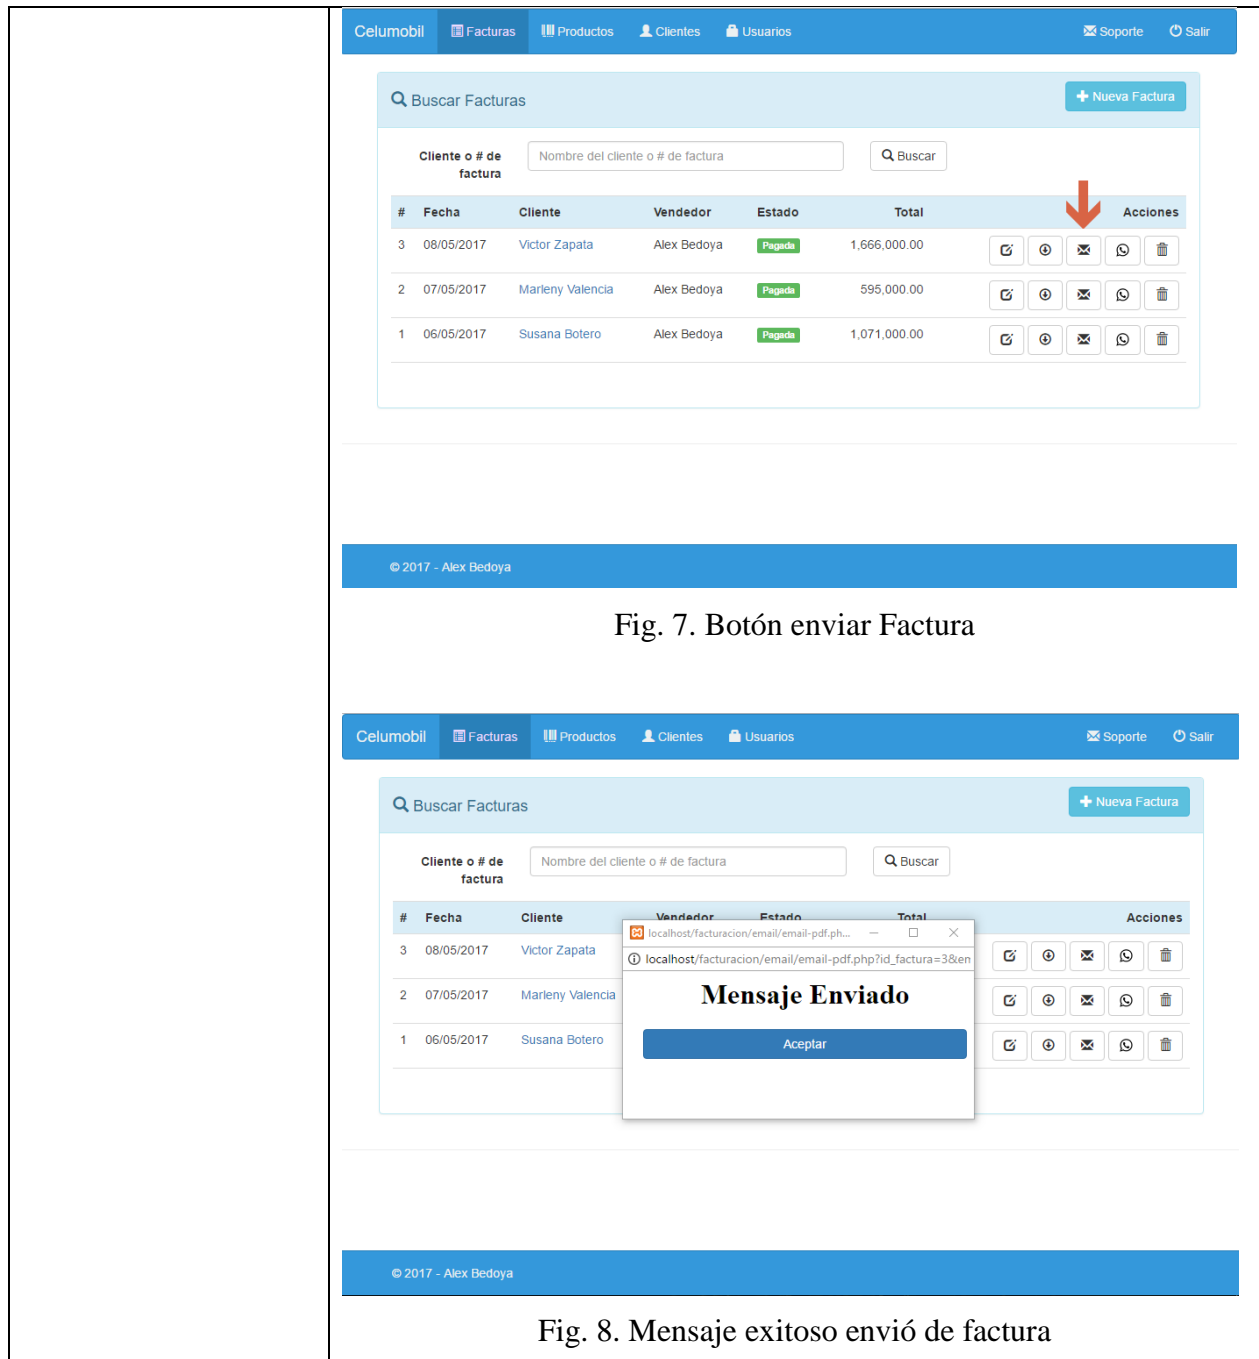 Celumobil Facturas Productos Clientes Usuarios Soporte Salir
Buscar Facturas Nueva Factura
Cliente o # de factura Nombre del cliente o # de factura Buscar
# Fecha Cliente Vendedor Estado Total Acciones
3 08/05/2017 Victor Zapata Alex Bedoya Pagada 1,666,000.00
2 07/05/2017 Marleny Valencia Alex Bedoya Pagada 595,000.00
1 06/05/2017 Susana Botero Alex Bedoya Pagada 1,071,000.00
© 2017 - Alex Bedoya
Fig. 7. Botón enviar Factura
Celumobil Facturas Productos Clientes Usuarios Soporte Salir
Buscar Facturas Nueva Factura
Cliente o # de factura Nombre del cliente o # de factura Buscar
# Fecha Cliente Vendedor Estado Total Acciones
localhost/facturacion/email/email-pdf.ph...
3 08/05/2017 Victor Zapata
localhost/facturacion/email/email-pdf.php?id_factura=3&en
2 07/05/2017 Marleny Valencia
Mensaje Enviado
1 06/05/2017 Susana Botero
Aceptar
© 2017 - Alex Bedoya
Fig. 8. Mensaje exitoso envió de factura